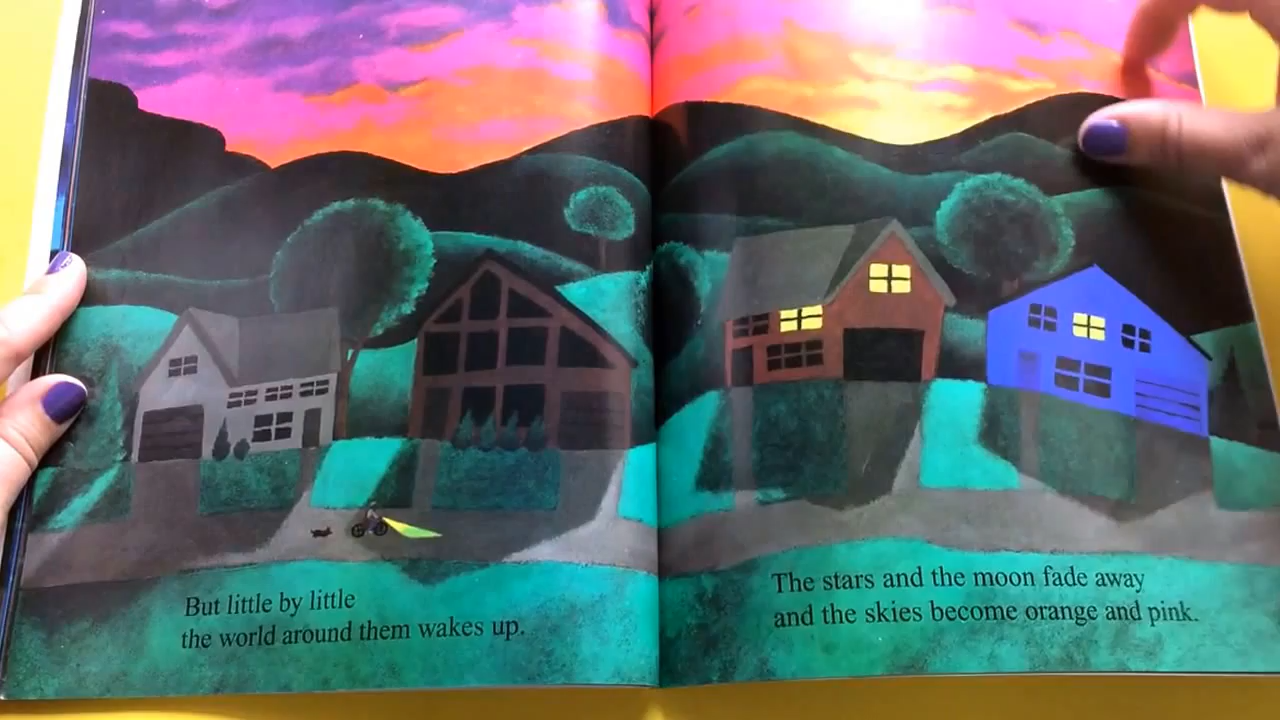 But little by little
the world around them wakes up.
The stars and the moon fade away
and the skies become orange and pink.